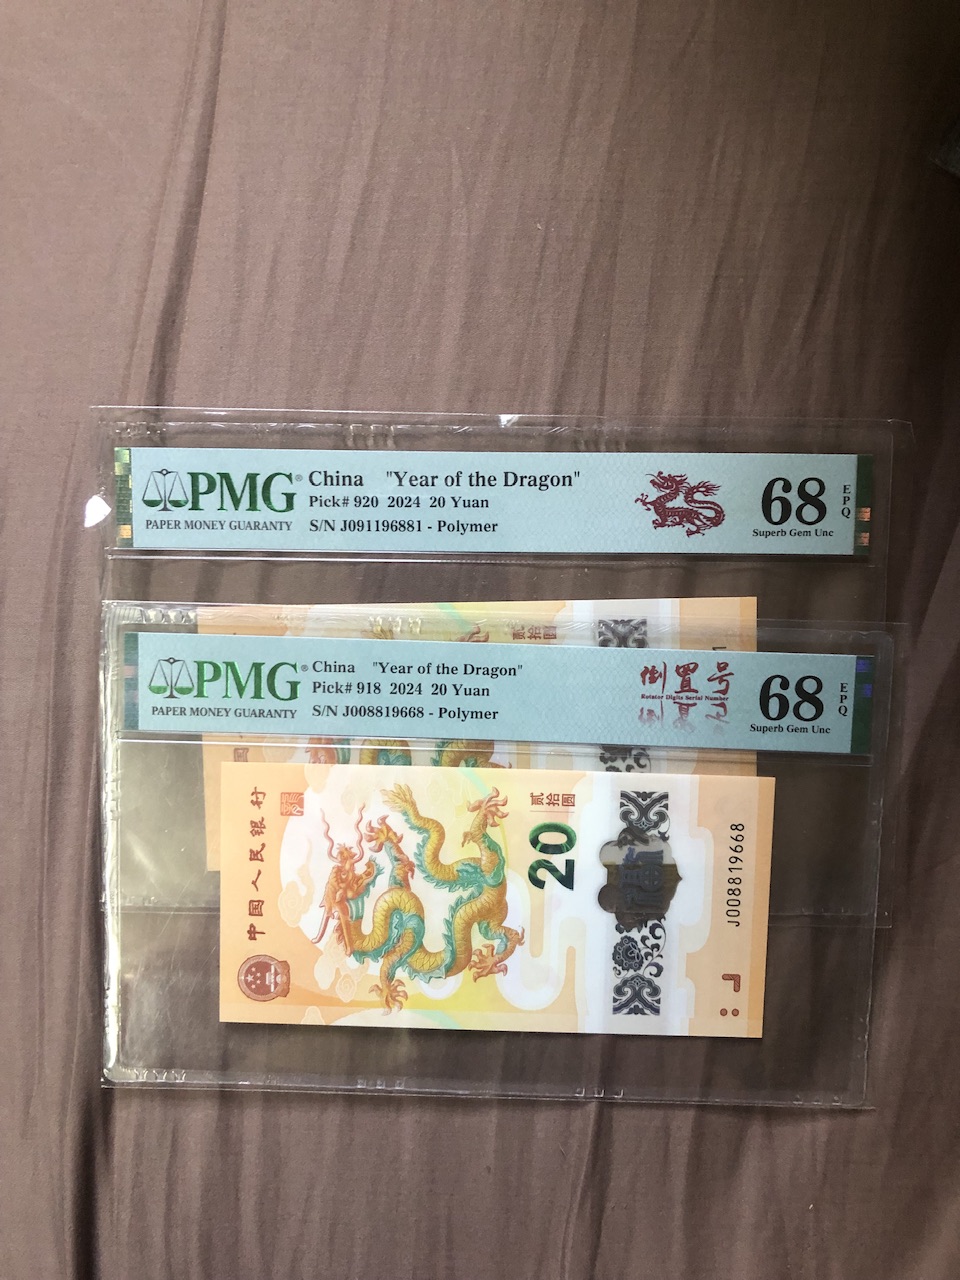 PMG®
PAPER MONEY GUARANTY
China "Year of the Dragon"
Pick# 920 2024 20 Yuan
S/N J091196881 - Polymer
68
EPQ
Superb Gem Unc
贰拾圆
PMG®
PAPER MONEY GUARANTY
China "Year of the Dragon"
Pick# 918 2024 20 Yuan
S/N J008819668 - Polymer
倒置号
Rotator Digits Serial Number
68
EPQ
Superb Gem Unc
中国人民银行
贰拾圆
20
J008819668